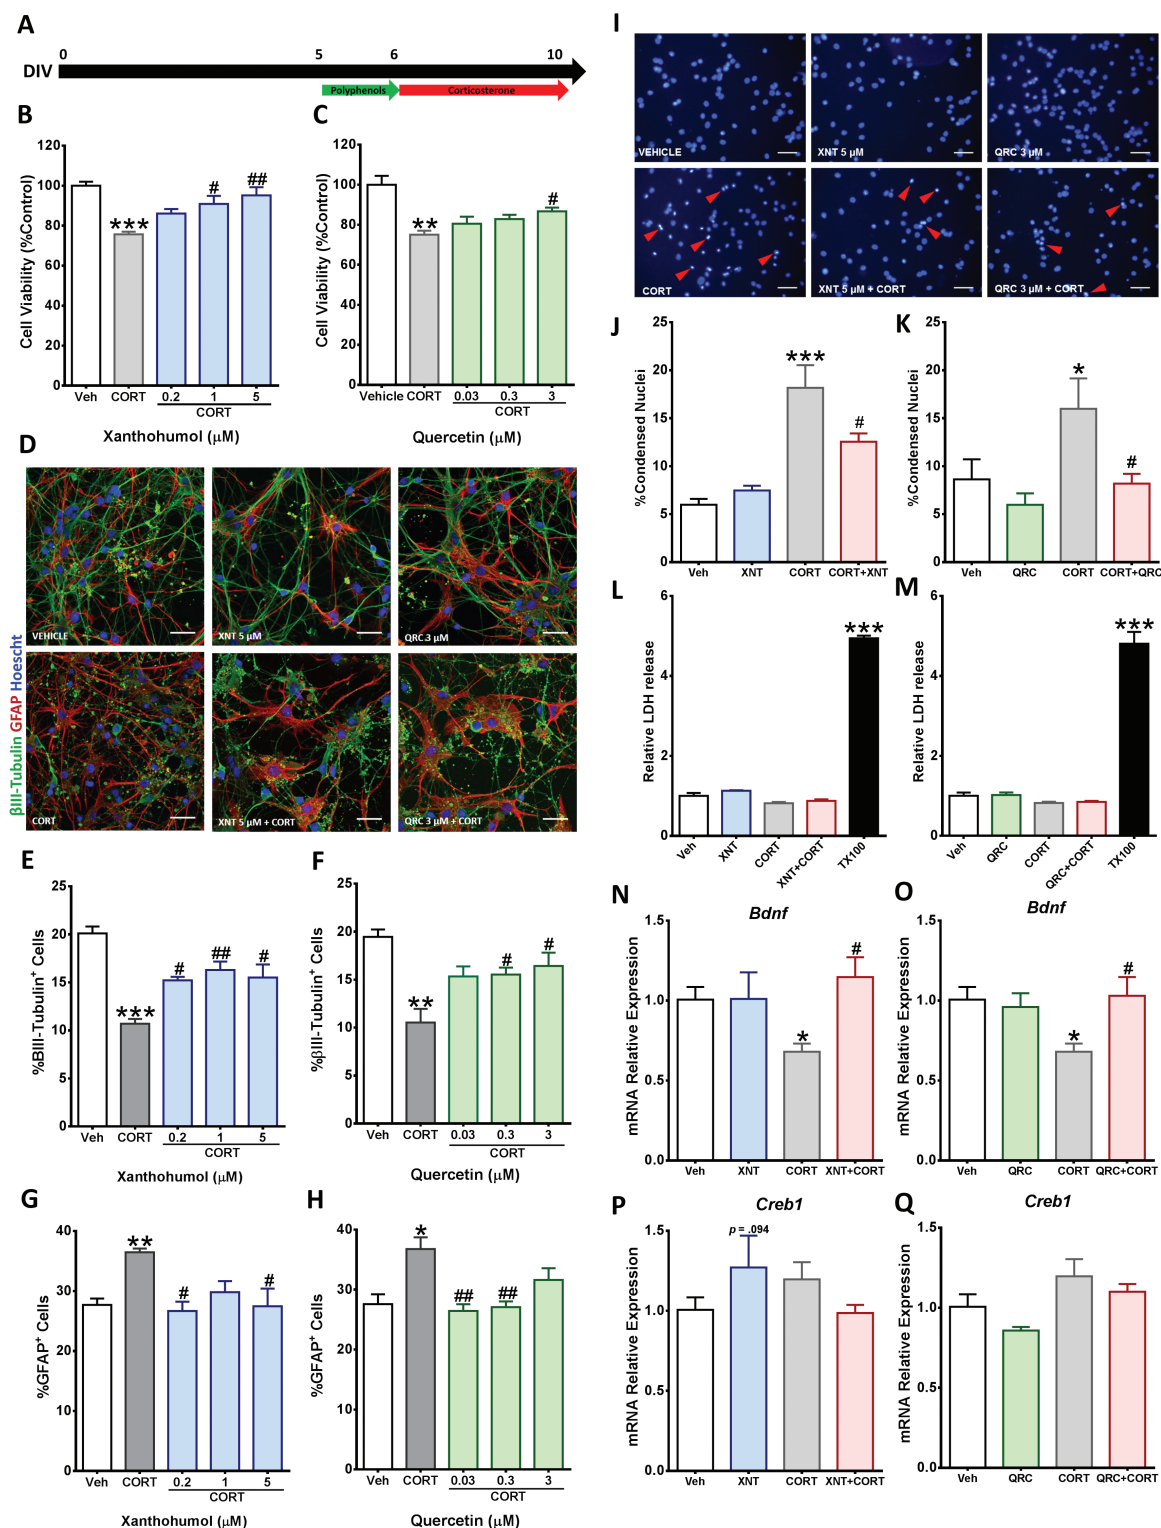 A
0 5 6 10
DIV
Polyphenols Corticosterone
B
Cell Viability (%Control)
120
100
80
60
40
20
0
***
#
##
Veh CORT 0.2 1 5
CORT
Xanthohumol (µM)
C
Cell Viability (%Control)
120
100
80
60
40
20
0
**
#
Vehicle CORT 0.03 0.3 3
CORT
Quercetin (µM)
D
βIII-Tubulin GFAP Hoescht
VEHICLE
XNT 5 µM
QRC 3 µM
CORT
XNT 5 µM + CORT
QRC 3 µM + CORT
E
%BIII-Tubulin+ Cells
25
20
15
10
5
0
***
#
##
#
Veh CORT 0.2 1 5
CORT
Xanthohumol (µM)
F
%βIII-Tubulin+ Cells
25
20
15
10
5
0
**
#
#
Veh CORT 0.03 0.3 3
CORT
Quercetin (µM)
G
%GFAP+ Cells
40
30
20
10
0
**
#
#
Veh CORT 0.2 1 5
CORT
Xanthohumol (µM)
H
%GFAP+ Cells
40
30
20
10
0
*
##
##
Veh CORT 0.03 0.3 3
CORT
Quercetin (µM)
I
VEHICLE
XNT 5 µM
QRC 3 µM
CORT
XNT 5 µM + CORT
QRC 3 µM + CORT
J
%Condensed Nuclei
25
20
15
10
5
0
***
#
Veh XNT CORT CORT+XNT
K
%Condensed Nuclei
25
20
15
10
5
0
*
#
Veh QRC CORT CORT+QRC
L
Relative LDH release
6
4
2
0
***
Veh XNT CORT XNT+CORT TX100
M
Relative LDH release
6
4
2
0
***
Veh QRC CORT QRC+CORT TX100
N
Bdnf
mRNA Relative Expression
1.5
1.0
0.5
0.0
*
#
Veh XNT CORT XNT+CORT
O
Bdnf
mRNA Relative Expression
1.5
1.0
0.5
0.0
*
#
Veh QRC CORT QRC+CORT
P
Creb1
mRNA Relative Expression
1.5
1.0
0.5
0.0
p = .094
Veh XNT CORT XNT+CORT
Q
Creb1
mRNA Relative Expression
1.5
1.0
0.5
0.0
Veh QRC CORT QRC+CORT